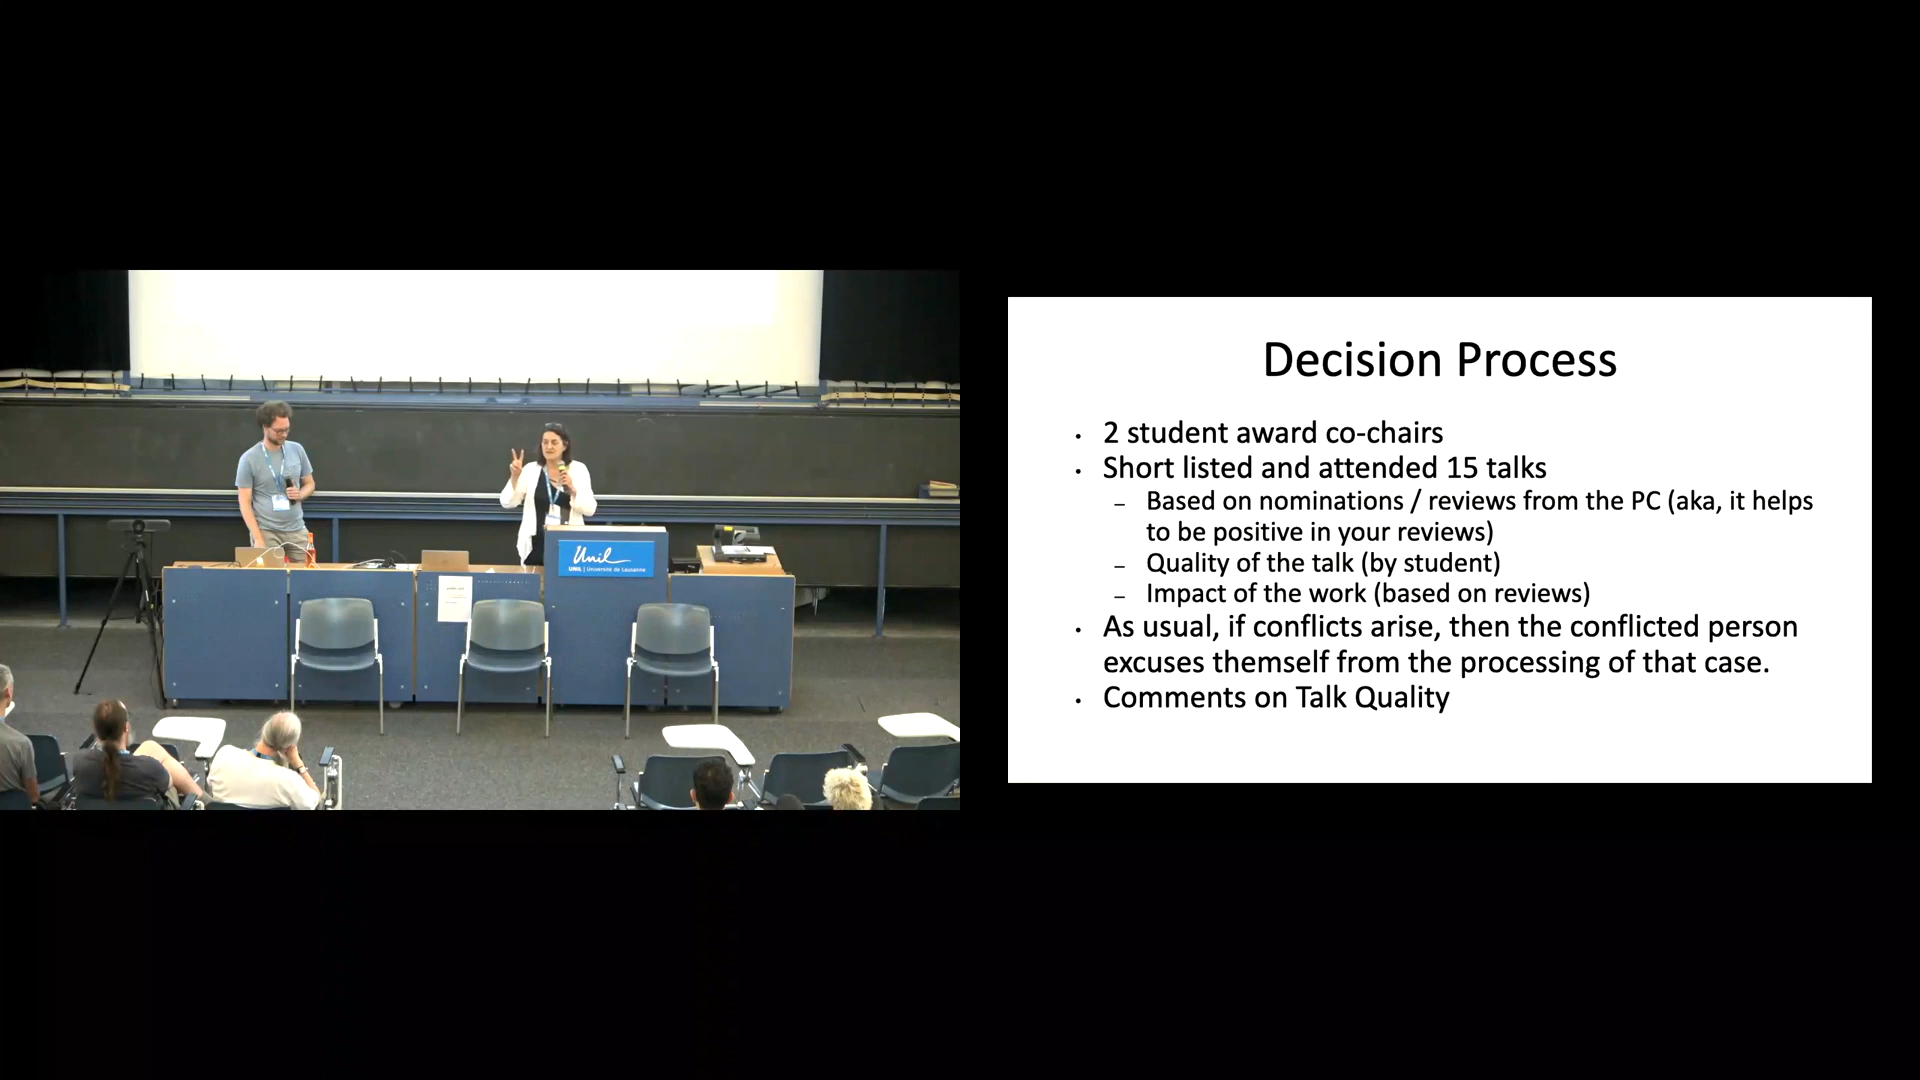 Unil
UNIL | Université de Lausanne
Decision Process
• 2 student award co-chairs
• Short listed and attended 15 talks
– Based on nominations / reviews from the PC (aka, it helps
to be positive in your reviews)
– Quality of the talk (by student)
– Impact of the work (based on reviews)
• As usual, if conflicts arise, then the conflicted person
excuses themself from the processing of that case.
• Comments on Talk Quality